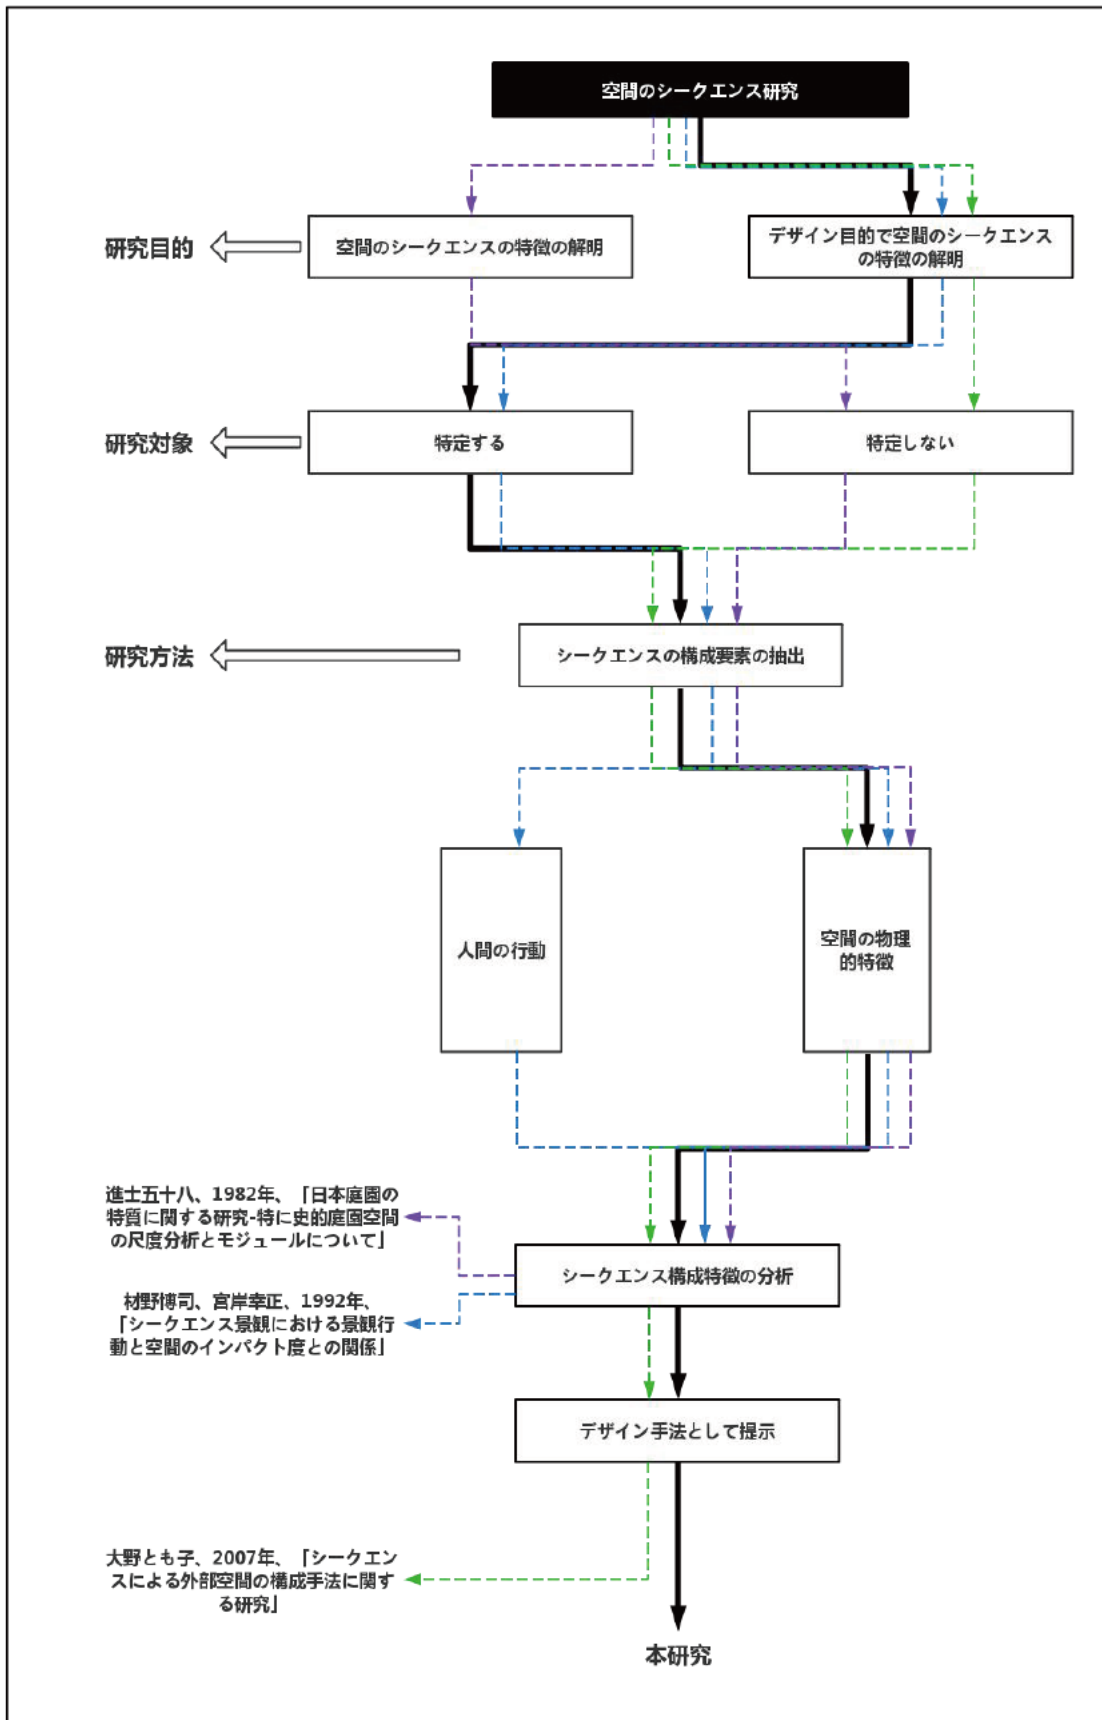 空間のシークエンス研究
研究目的
空間のシークエンスの特徴の解明
デザイン目的で空間のシークエンス
の特徴の解明
研究対象
特定する
特定しない
研究方法
シークエンスの構成要素の抽出
人間の行動
空間の物理
的特徴
進士五十八、1982年、「日本庭園の
特質に関する研究-特に史的庭園空間
の尺度分析とモジュールについて」
シークエンス構成特徴の分析
材野博司、宮岸幸正、1992年、
「シークエンス景観における景観行
動と空間のインパクト度との関係」
デザイン手法として提示
大野とも子、2007年、「シークエン
スによる外部空間の構成手法に関す
る研究」
本研究